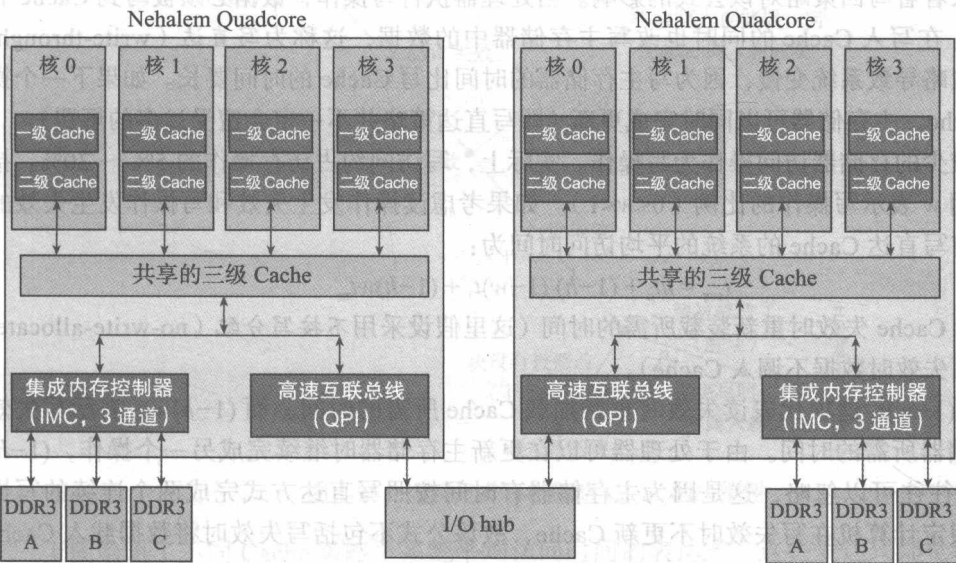 Nehalem Quadcore
核 0 核 1 核 2 核 3
一级 Cache 一级 Cache 一级 Cache 一级 Cache
二级 Cache 二级 Cache 二级 Cache 二级 Cache
共享的三级 Cache
集成内存控制器
(IMC，3 通道)
高速互联总线
(QPI)
DDR3 DDR3 DDR3
A B C
I/O hub
Nehalem Quadcore
核 0 核 1 核 2 核 3
一级 Cache 一级 Cache 一级 Cache 一级 Cache
二级 Cache 二级 Cache 二级 Cache 二级 Cache
共享的三级 Cache
高速互联总线
(QPI)
集成内存控制器
(IMC，3 通道)
DDR3 DDR3 DDR3
A B C